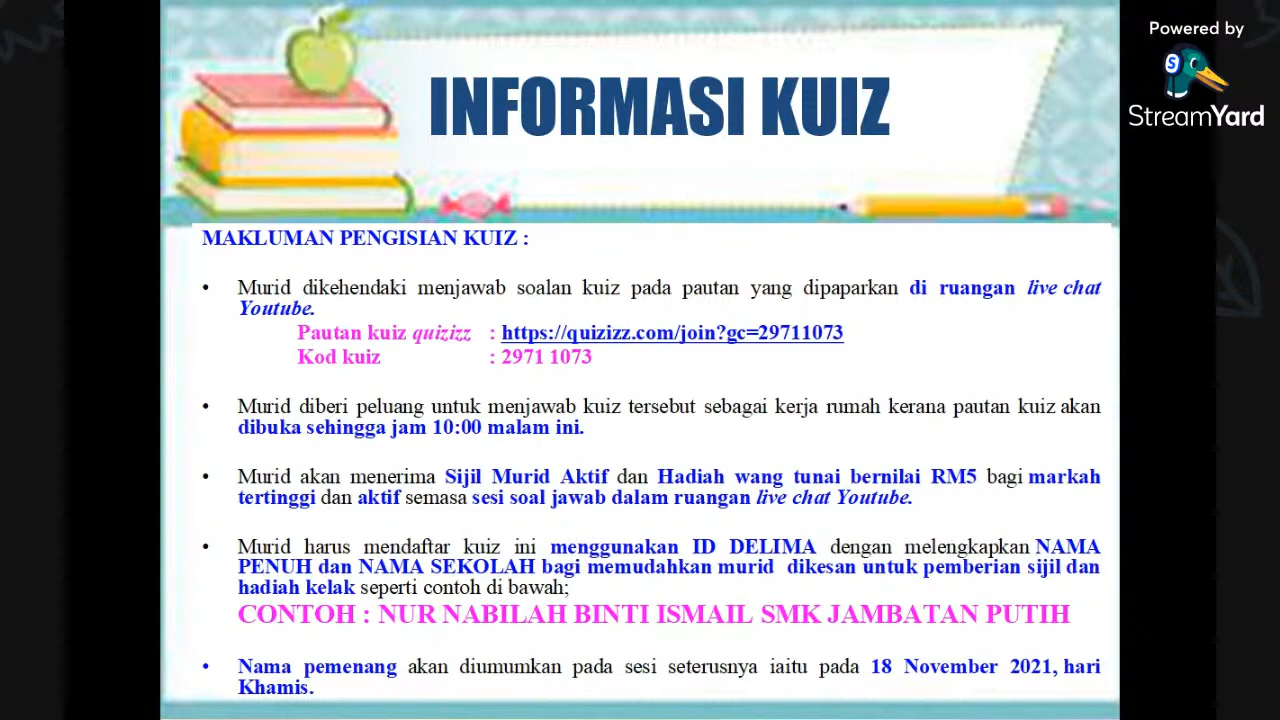 INFORMASI KUIZ
Powered by
S
StreamYard
MAKLUMAN PENGISIAN KUIZ :
• Murid dikehendaki menjawab soalan kuiz pada pautan yang dipaparkan di ruangan live chat
Youtube.
Pautan kuiz quizizz : https://quizizz.com/join?gc=29711073
Kod kuiz : 2971 1073
• Murid diberi peluang untuk menjawab kuiz tersebut sebagai kerja rumah kerana pautan kuiz akan
dibuka sehingga jam 10:00 malam ini.
• Murid akan menerima Sijil Murid Aktif dan Hadiah wang tunai bernilai RM5 bagi markah
tertinggi dan aktif semasa sesi soal jawab dalam ruangan live chat Youtube.
• Murid harus mendaftar kuiz ini menggunakan ID DELIMA dengan melengkapkan NAMA
PENUH dan NAMA SEKOLAH bagi memudahkan murid dikesan untuk pemberian sijil dan
hadiah kelak seperti contoh di bawah;
CONTOH : NUR NABILAH BINTI ISMAIL SMK JAMBATAN PUTIH
• Nama pemenang akan diumumkan pada sesi seterusnya iaitu pada 18 November 2021, hari
Khamis.